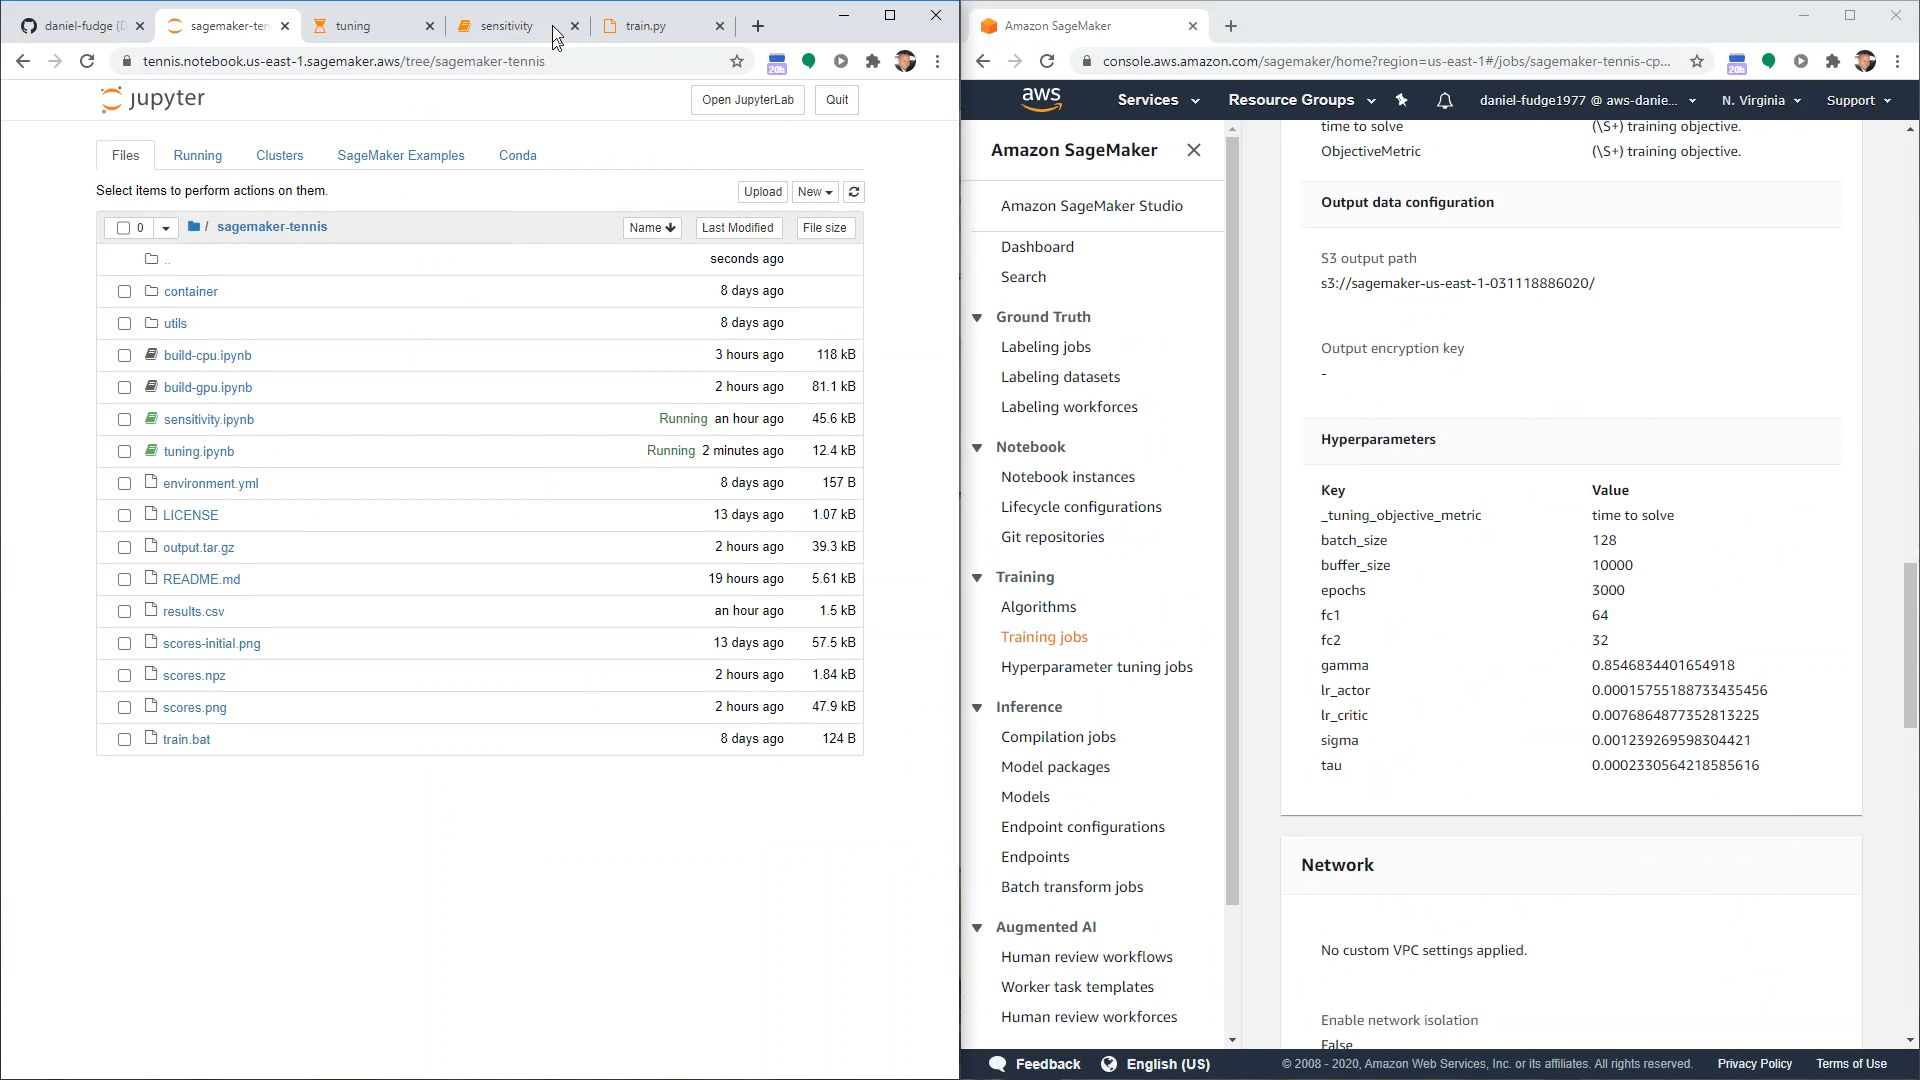 daniel-fudge (D
sagemaker-ten
tuning
sensitivity
train.py
tennis.notebook.us-east-1.sagemaker.aws/tree/sagemaker-tennis
20h
jupyter
Open JupyterLab
Quit
Files
Running
Clusters
SageMaker Examples
Conda
Select items to perform actions on them.
Upload
New
0
/
sagemaker-tennis
Name
Last Modified
File size
..
seconds ago
container
8 days ago
utils
8 days ago
build-cpu.ipynb
3 hours ago
118 kB
build-gpu.ipynb
2 hours ago
81.1 kB
sensitivity.ipynb
Running an hour ago
45.6 kB
tuning.ipynb
Running 2 minutes ago
12.4 kB
environment.yml
8 days ago
157 B
LICENSE
13 days ago
1.07 kB
output.tar.gz
2 hours ago
39.3 kB
README.md
19 hours ago
5.61 kB
results.csv
an hour ago
1.5 kB
scores-initial.png
13 days ago
57.5 kB
scores.npz
2 hours ago
1.84 kB
scores.png
2 hours ago
47.9 kB
train.bat
8 days ago
124 B
Amazon SageMaker
console.aws.amazon.com/sagemaker/home?region=us-east-1#/jobs/sagemaker-tennis-cp...
20h
aws
Services
Resource Groups
daniel-fudge1977 @ aws-danie...
N. Virginia
Support
Amazon SageMaker
Amazon SageMaker Studio
Dashboard
Search
Ground Truth
Labeling jobs
Labeling datasets
Labeling workforces
Notebook
Notebook instances
Lifecycle configurations
Git repositories
Training
Algorithms
Training jobs
Hyperparameter tuning jobs
Inference
Compilation jobs
Model packages
Models
Endpoint configurations
Endpoints
Batch transform jobs
Augmented AI
Human review workflows
Worker task templates
Human review workforces
time to solve
(\S+) training objective.
ObjectiveMetric
(\S+) training objective.
Output data configuration
S3 output path
s3://sagemaker-us-east-1-031118886020/
Output encryption key
-
Hyperparameters
Key
Value
_tuning_objective_metric
time to solve
batch_size
128
buffer_size
10000
epochs
3000
fc1
64
fc2
32
gamma
0.8546834401654918
lr_actor
0.00015755188733435456
lr_critic
0.0076864877352813225
sigma
0.001239269598304421
tau
0.0002330564218585616
Network
No custom VPC settings applied.
Enable network isolation
False
Feedback
English (US)
© 2008 - 2020, Amazon Web Services, Inc. or its affiliates. All rights reserved.
Privacy Policy
Terms of Use